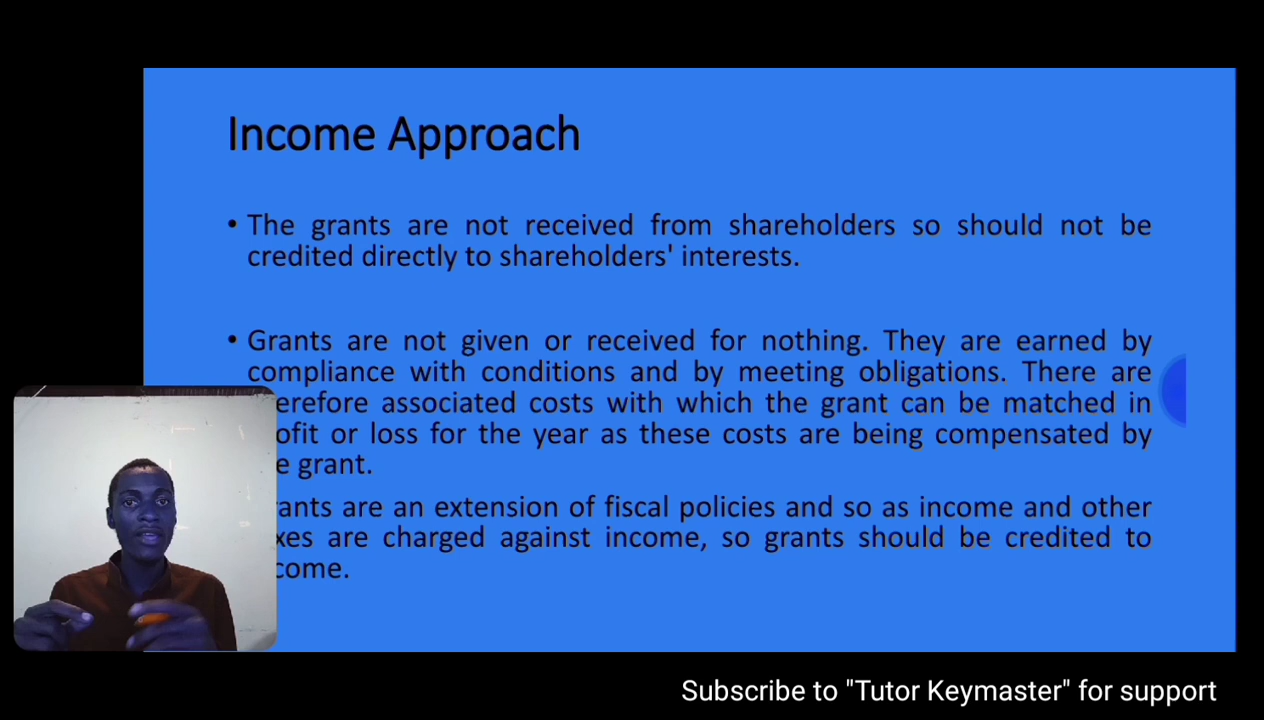 Income Approach
• The grants are not received from shareholders so should not be
credited directly to shareholders' interests.
• Grants are not given or received for nothing. They are earned by
compliance with conditions and by meeting obligations. There are
erefore associated costs with which the grant can be matched in
ofit or loss for the year as these costs are being compensated by
e grant.
rants are an extension of fiscal policies and so as income and other
xes are charged against income, so grants should be credited to
come.
Subscribe to "Tutor Keymaster" for support